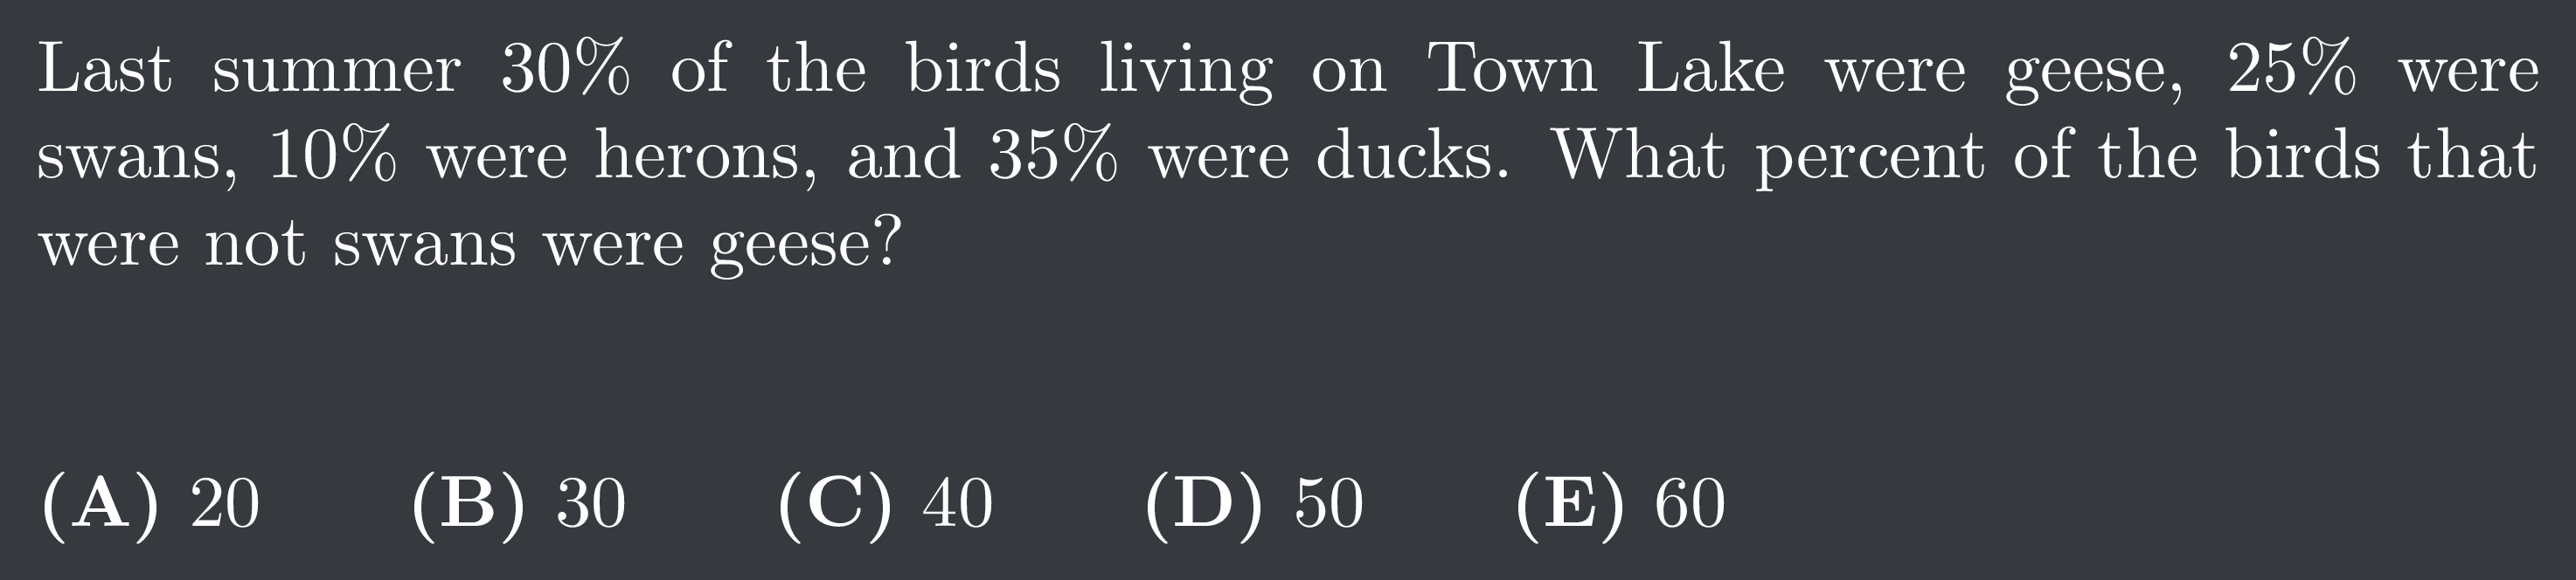 Last summer 30% of the birds living on Town Lake were geese, 25% were
swans, 10% were herons, and 35% were ducks. What percent of the birds that
were not swans were geese?
(A) 20 (B) 30 (C) 40 (D) 50 (E) 60